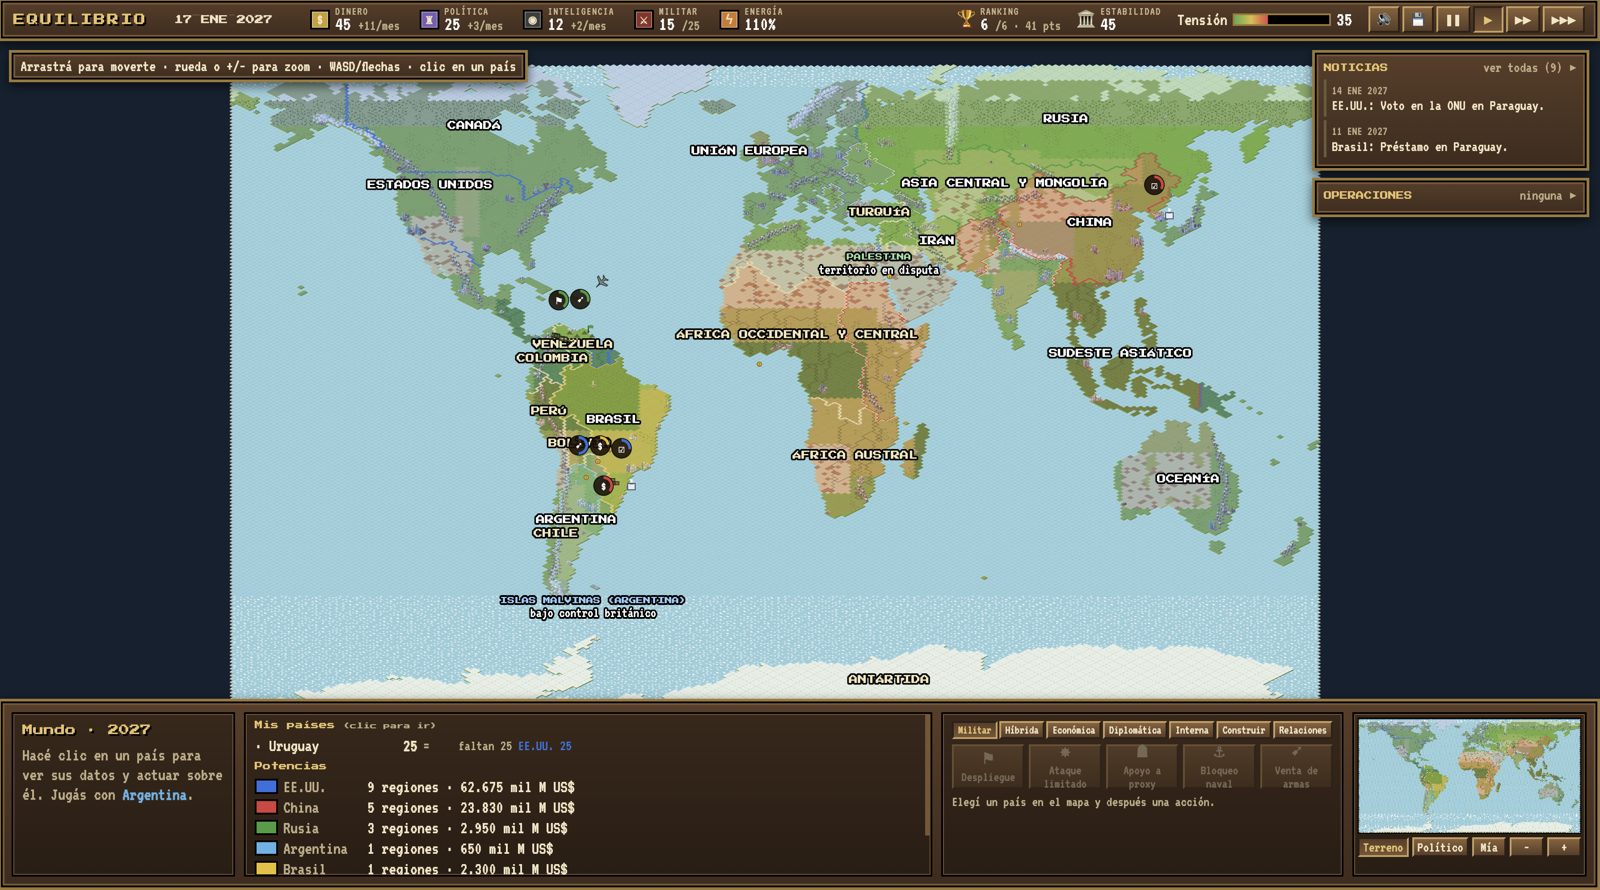 EQUILIBRIO
17 ENE 2027
DINERO
45 +11/mes
POLÍTICA
25 +3/mes
INTELIGENCIA
12 +2/mes
MILITAR
15 /25
ENERGÍA
110%
RANKING
6 /6 · 41 pts
ESTABILIDAD
45
Tensión 35
Arrastrá para moverte · rueda o +/- para zoom · WASD/flechas · clic en un país
NOTICIAS
ver todas (9) ▸
14 ENE 2027
EE.UU.: Voto en la ONU en Paraguay.
11 ENE 2027
Brasil: Préstamo en Paraguay.
OPERACIONES
ninguna ▸
CANADá
RUSIA
UNIóN EUROPEA
ESTADOS UNIDOS
ASIA CENTRAL Y MONGOLIA
TURQUíA
CHINA
IRáN
PALESTINA
territorio en disputa
áFRICA OCCIDENTAL Y CENTRAL
VENEZUELA
COLOMBIA
SUDESTE ASIáTICO
PERú
BRASIL
áFRICA AUSTRAL
OCEANíA
ARGENTINA
CHILE
ISLAS MALVINAS (ARGENTINA)
bajo control británico
ANTáRTIDA
Mundo · 2027
Hacé clic en un país para
ver sus datos y actuar sobre
él. Jugás con Argentina.
Mis países (clic para ir)
· Uruguay 25 = faltan 25 EE.UU. 25
Potencias
EE.UU. 9 regiones · 62.675 mil M US$
China 5 regiones · 23.830 mil M US$
Rusia 3 regiones · 2.950 mil M US$
Argentina 1 regiones · 650 mil M US$
Brasil 1 regiones · 2.300 mil M US$
Militar
Híbrida
Económica
Diplomática
Interna
Construir
Relaciones
Despliegue
Ataque
limitado
Apoyo a
proxy
Bloqueo
naval
Venta de
armas
Elegí un país en el mapa y después una acción.
Terreno
Político
Mía
-
+